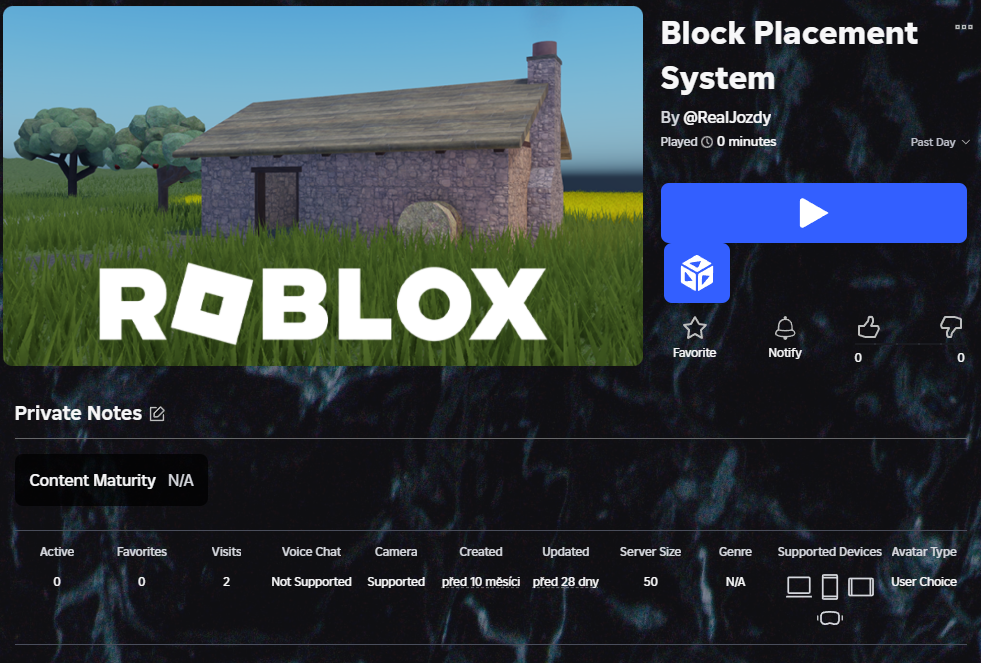 ROBLOX
Block Placement
System
By @RealJozdy
Played 0 minutes
Past Day
Favorite
Notify
0
0
Private Notes
Content Maturity N/A
Active Favorites Visits Voice Chat Camera Created Updated Server Size Genre Supported Devices Avatar Type
0 0 2 Not Supported Supported před 10 měsíci před 28 dny 50 N/A User Choice